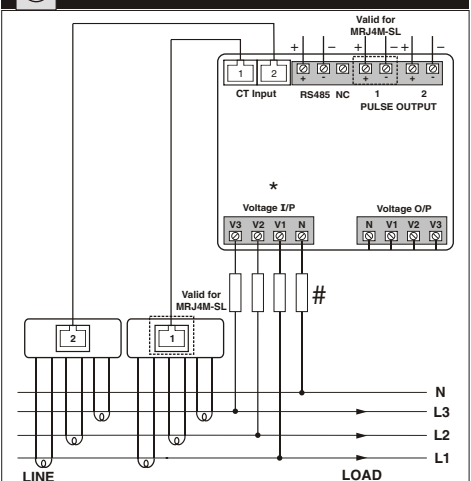 Valid for
MRJ4M-SL
+ − + − + −
1 2
+ - + - + -
CT Input RS485 NC 1 2
PULSE OUTPUT
*
Voltage I/P Voltage O/P
V3 V2 V1 N N V1 V2 V3
Valid for
MRJ4M-SL
#
2 1
N
L3
L2
L1
LINE LOAD